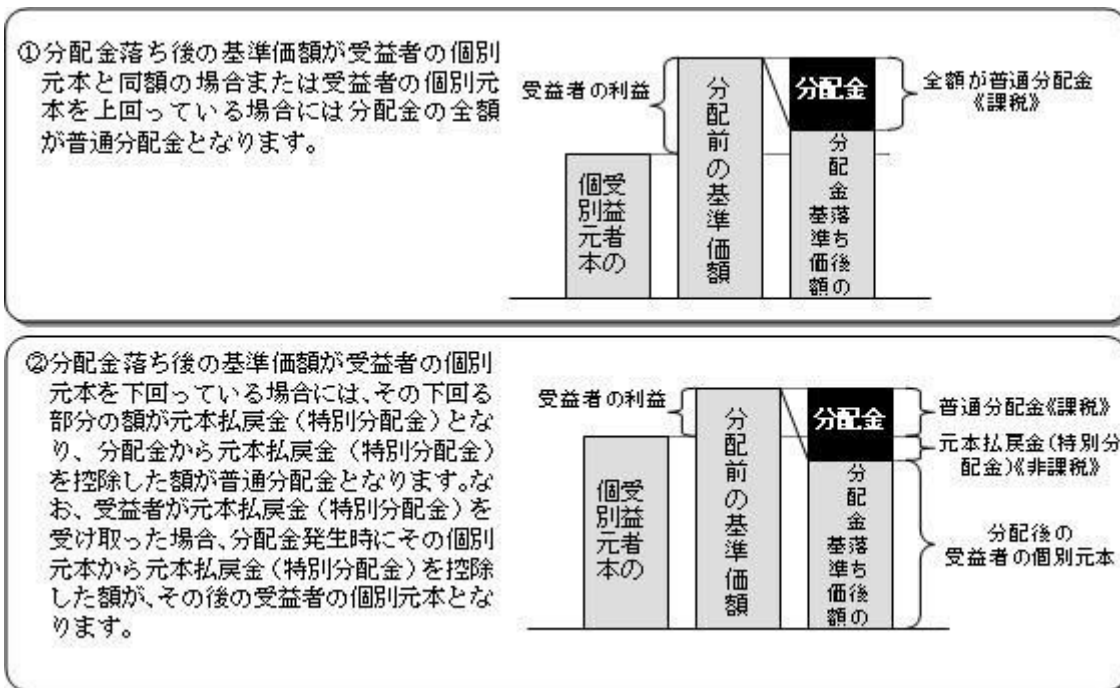 ①分配金落ち後の基準価額が受益者の個別
元本と同額の場合または受益者の個別元
本を上回っている場合には分配金の全額
が普通分配金となります。
受益者の利益
受益者の
個別元本
分配前の基準価額
分配金
分配金落ち後の
基準価額
全額が普通分配金
《課税》
②分配金落ち後の基準価額が受益者の個別
元本を下回っている場合には、その下回る
部分の額が元本払戻金(特別分配金)とな
り、分配金から元本払戻金(特別分配金)
を控除した額が普通分配金となります。な
お、受益者が元本払戻金(特別分配金)を
受け取った場合、分配金発生時にその個別
元本から元本払戻金(特別分配金)を控除
した額が、その後の受益者の個別元本とな
ります。
受益者の利益
受益者の
個別元本
分配前の基準価額
分配金
分配金落ち後の
基準価額
普通分配金《課税》
元本払戻金(特別分
配金)《非課税》
分配後の
受益者の個別元本